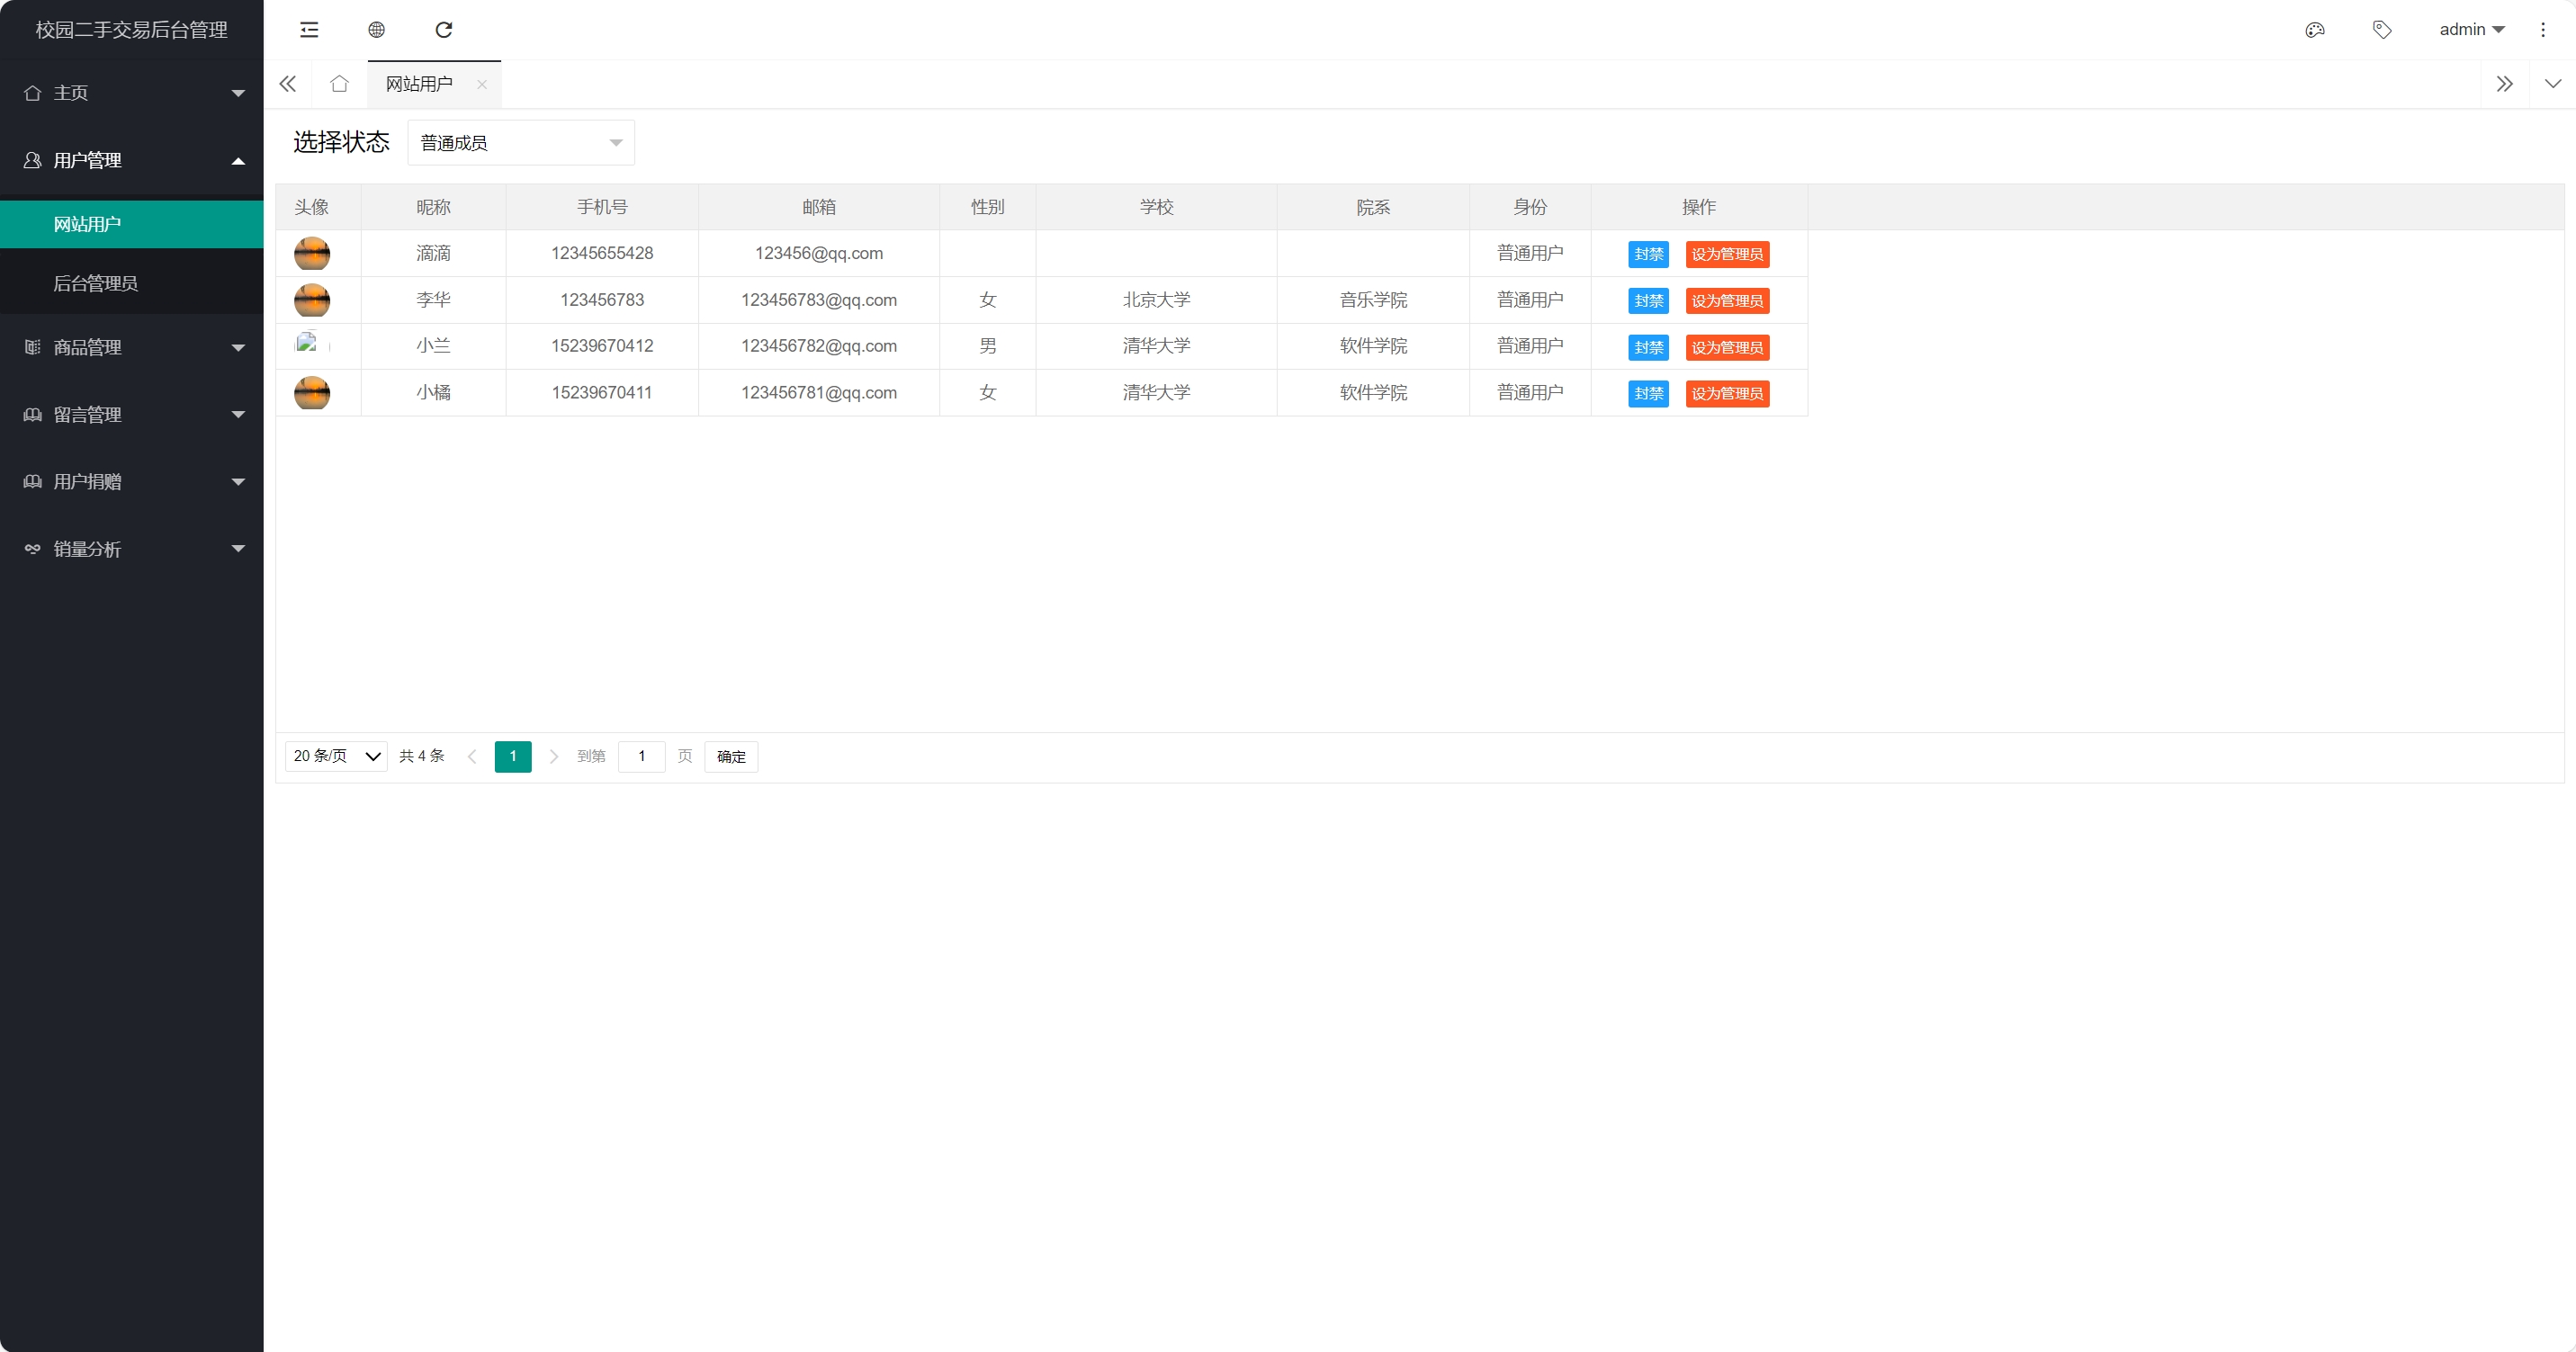 校园二手交易后台管理
admin
主页
网站用户
选择状态 普通成员
用户管理
网站用户
后台管理员
商品管理
留言管理
用户捐赠
销量分析
头像 昵称 手机号 邮箱 性别 学校 院系 身份 操作
滴滴 12345655428 123456@qq.com 普通用户 封禁 设为管理员
李华 123456783 123456783@qq.com 女 北京大学 音乐学院 普通用户 封禁 设为管理员
小兰 15239670412 123456782@qq.com 男 清华大学 软件学院 普通用户 封禁 设为管理员
小橘 15239670411 123456781@qq.com 女 清华大学 软件学院 普通用户 封禁 设为管理员
20 条/页 共 4 条 1 到第 1 页 确定